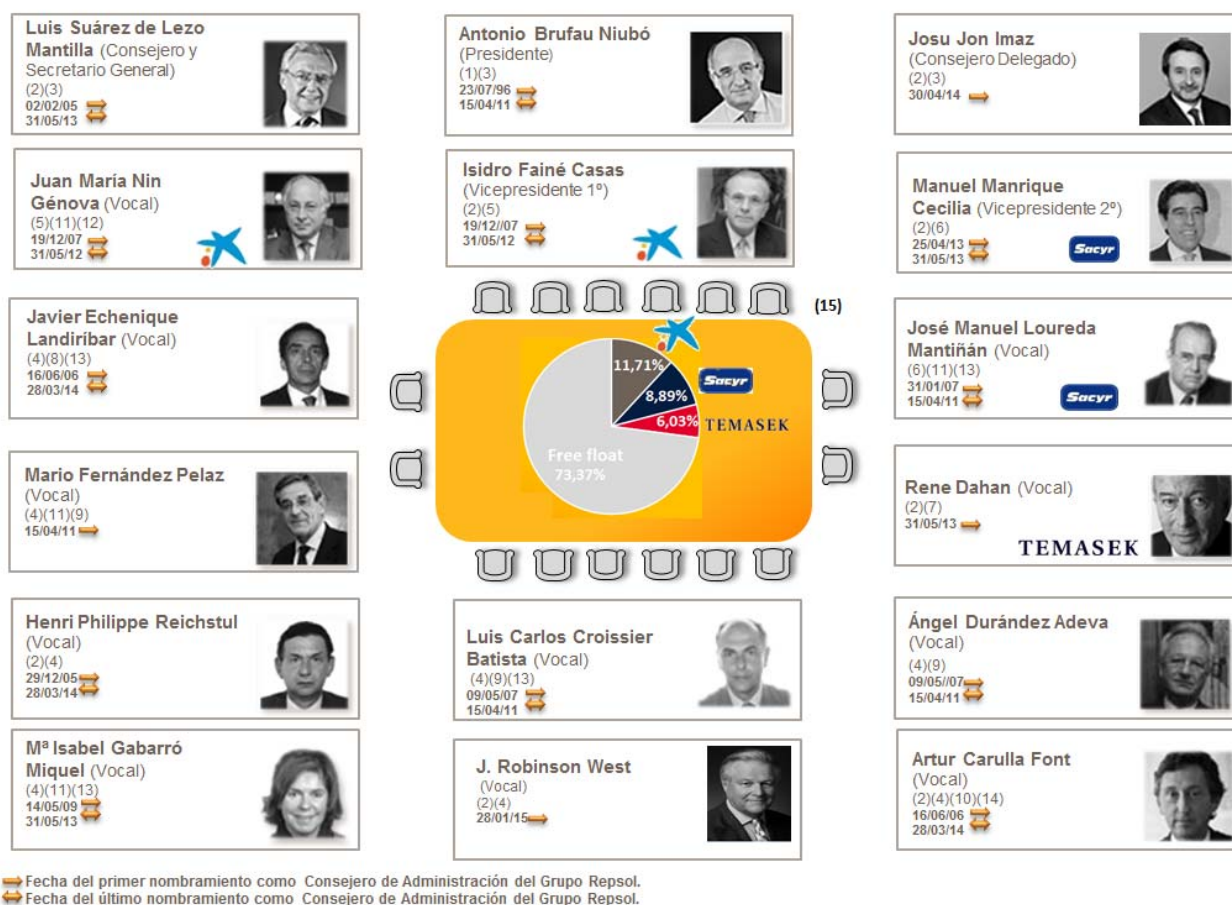 Luis Suárez de Lezo
Mantilla (Consejero y
Secretario General)
(2)(3)
02/02/05
31/05/13
Antonio Brufau Niubó
(Presidente)
(1)(3)
23/07/96
15/04/11
Josu Jon Imaz
(Consejero Delegado)
(2)(3)
30/04/14
Juan María Nin
Génova (Vocal)
(5)(11)(12)
19/12/07
31/05/12
Isidro Fainé Casas
(Vicepresidente 1º)
(2)(5)
19/12//07
31/05/12
Manuel Manrique
Cecilia (Vicepresidente 2º)
(2)(6)
25/04/13
31/05/13
Sacyr
Javier Echenique
Landiríbar (Vocal)
(4)(8)(13)
16/06/06
28/03/14
(15)
11,71%
Sacyr
8,89%
6,03%
TEMASEK
Free float
73,37%
José Manuel Loureda
Mantiñán (Vocal)
(6)(11)(13)
31/01/07
15/04/11
Sacyr
Mario Fernández Pelaz
(Vocal)
(4)(11)(9)
15/04/11
Rene Dahan (Vocal)
(2)(7)
31/05/13
TEMASEK
Henri Philippe Reichstul
(Vocal)
(2)(4)
29/12/05
28/03/14
Luis Carlos Croissier
Batista (Vocal)
(4)(9)(13)
09/05/07
15/04/11
Ángel Durández Adeva
(Vocal)
(4)(9)
09/05//07
15/04/11
Mª Isabel Gabarró
Miquel (Vocal)
(4)(11)(13)
14/05/09
31/05/13
J. Robinson West
(Vocal)
(2)(4)
28/01/15
Artur Carulla Font
(Vocal)
(2)(4)(10)(14)
16/06/06
28/03/14
Fecha del primer nombramiento como Consejero de Administración del Grupo Repsol.
Fecha del último nombramiento como Consejero de Administración del Grupo Repsol.